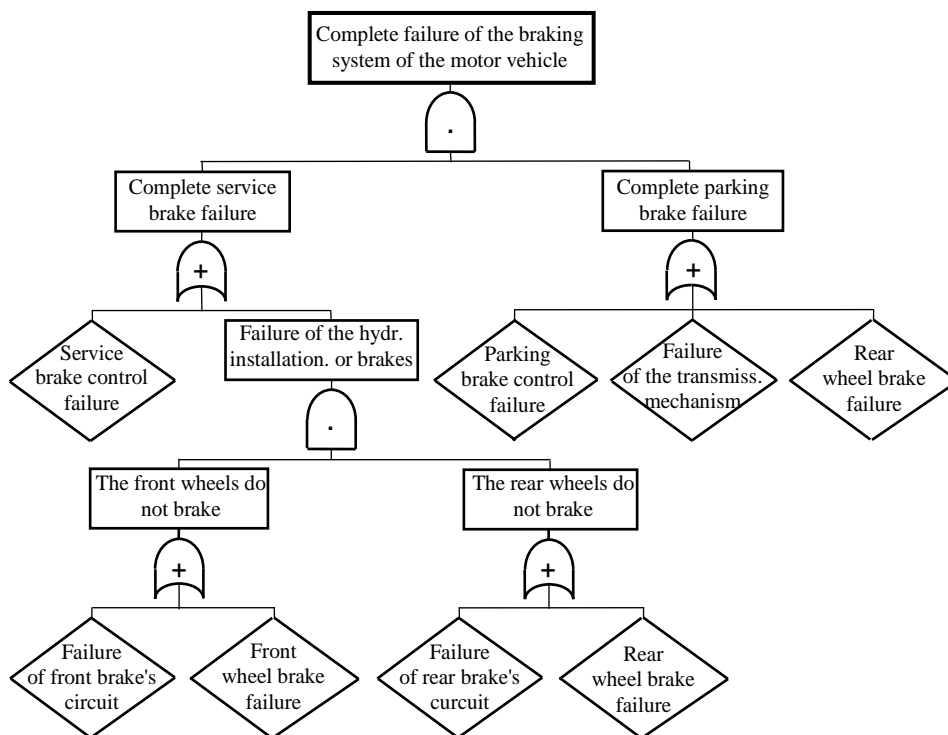 Complete failure of the braking
system of the motor vehicle
.
Complete service
brake failure
Complete parking
brake failure
+
+
Service
brake control
failure
Failure of the hydr.
installation. or brakes
Parking
brake control
failure
Failure
of the transmiss.
mechanism
Rear
wheel brake
failure
.
The front wheels do
not brake
The rear wheels do
not brake
+
+
Failure
of front brake's
circuit
Front
wheel brake
failure
Failure
of rear brake's
curcuit
Rear
wheel brake
failure